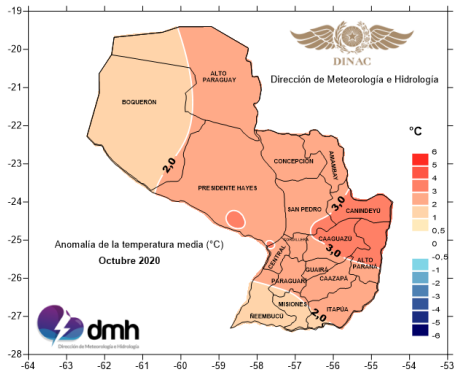 DINAC
Dirección de Meteorología e Hidrología
-19
-20
-21
-22
-23
-24
-25
-26
-27
-28
-64
-63
-62
-61
-60
-59
-58
-57
-56
-55
-54
-53
ALTO
PARAGUAY
BOQUERÓN
2,0
PRESIDENTE HAYES
CONCEPCIÓN
AMAMBAY
SAN PEDRO
3,0
CANINDEYÚ
CORDILLERA
CAAGUAZÚ
3,0
CENTRAL
ALTO
PARANÁ
GUAIRÁ
PARAGUARÍ
CAAZAPÁ
MISIONES
ÑEEMBUCÚ
2,0
ITAPÚA
°C
6
5
4
3
2
1
0,5
0
-0,5
-1
-2
-3
-4
-5
-6
Anomalía de la temperatura media (°C)
Octubre 2020
dmh
Dirección de Meteorología e Hidrología